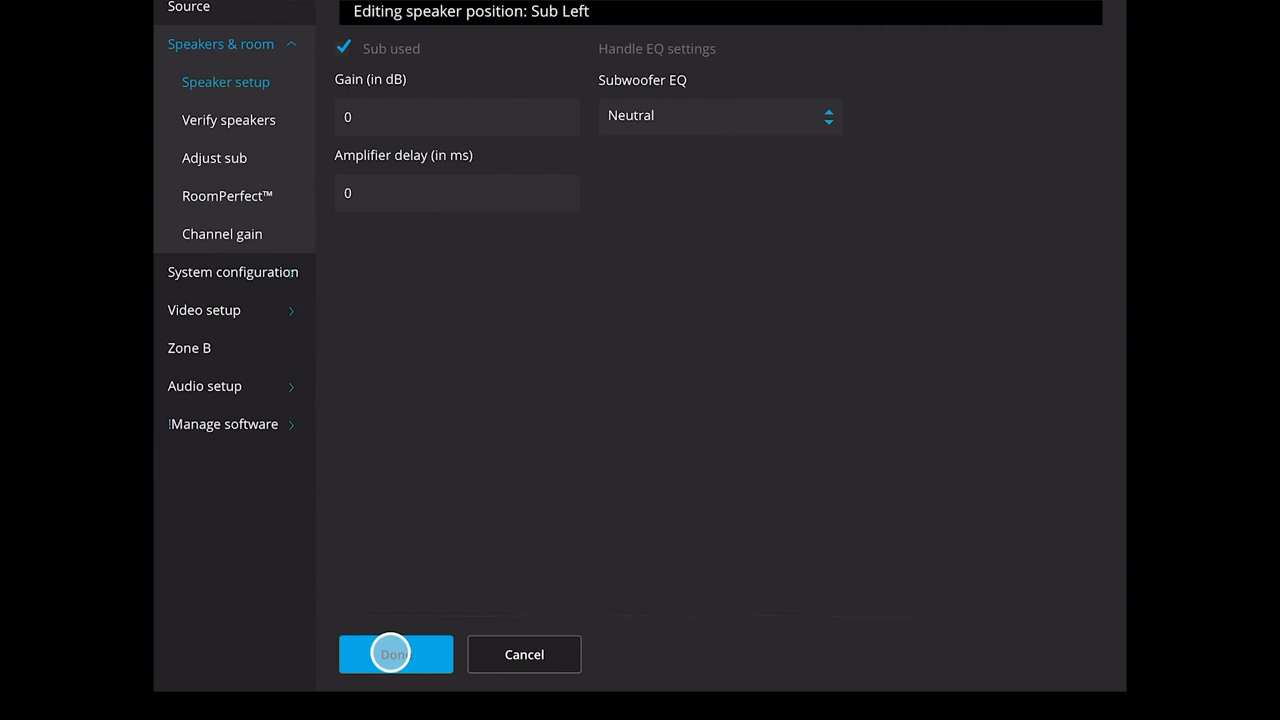 Source
Editing speaker position: Sub Left
Speakers & room
Speaker setup
Verify speakers
Adjust sub
RoomPerfect™
Channel gain
System configuration
Video setup
Zone B
Audio setup
!Manage software
Sub used
Handle EQ settings
Gain (in dB)
Subwoofer EQ
0
Neutral
Amplifier delay (in ms)
0
Done
Cancel